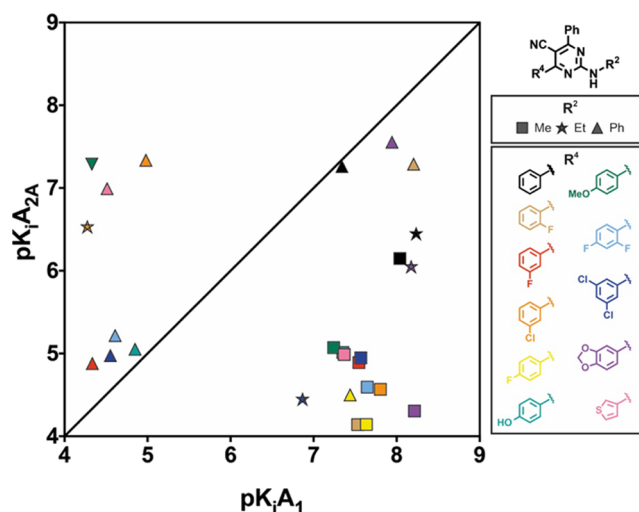 9
8
7
6
5
4
pKᵢA₂A
4 5 6 7 8 9
pKᵢA₁
Ph
NC
R⁴ N N R²
H
R²
Me Et Ph
R⁴
MeO
F
F F
F
Cl
Cl
Cl
F
O
O
HO
S